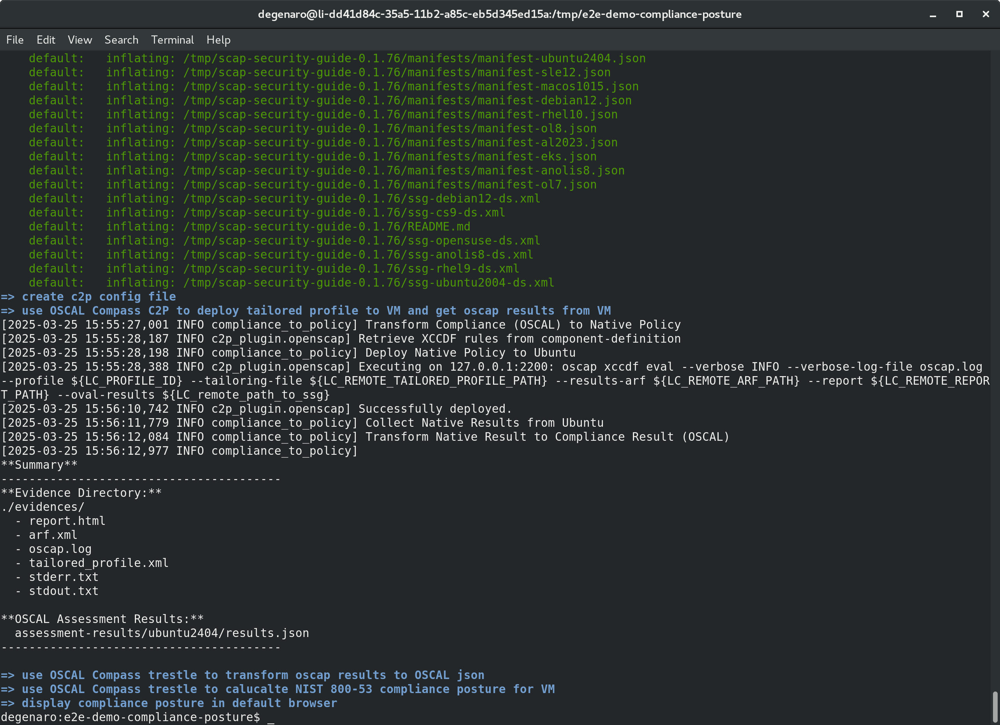 degenaro@li-dd41d84c-35a5-11b2-a85c-eb5d345ed15a:/tmp/e2e-demo-compliance-posture
File Edit View Search Terminal Help
default: inflating: /tmp/scap-security-guide-0.1.76/manifests/manifest-ubuntu2404.json
default: inflating: /tmp/scap-security-guide-0.1.76/manifests/manifest-sle12.json
default: inflating: /tmp/scap-security-guide-0.1.76/manifests/manifest-macos1015.json
default: inflating: /tmp/scap-security-guide-0.1.76/manifests/manifest-debian12.json
default: inflating: /tmp/scap-security-guide-0.1.76/manifests/manifest-rhel10.json
default: inflating: /tmp/scap-security-guide-0.1.76/manifests/manifest-ol8.json
default: inflating: /tmp/scap-security-guide-0.1.76/manifests/manifest-al2023.json
default: inflating: /tmp/scap-security-guide-0.1.76/manifests/manifest-eks.json
default: inflating: /tmp/scap-security-guide-0.1.76/manifests/manifest-anolis8.json
default: inflating: /tmp/scap-security-guide-0.1.76/manifests/manifest-ol7.json
default: inflating: /tmp/scap-security-guide-0.1.76/ssg-debian12-ds.xml
default: inflating: /tmp/scap-security-guide-0.1.76/ssg-cs9-ds.xml
default: inflating: /tmp/scap-security-guide-0.1.76/README.md
default: inflating: /tmp/scap-security-guide-0.1.76/ssg-opensuse-ds.xml
default: inflating: /tmp/scap-security-guide-0.1.76/ssg-anolis8-ds.xml
default: inflating: /tmp/scap-security-guide-0.1.76/ssg-rhel9-ds.xml
default: inflating: /tmp/scap-security-guide-0.1.76/ssg-ubuntu2004-ds.xml
=> create c2p config file
=> use OSCAL Compass C2P to deploy tailored profile to VM and get oscap results from VM
[2025-03-25 15:55:27,001 INFO compliance_to_policy] Transform Compliance (OSCAL) to Native Policy
[2025-03-25 15:55:28,187 INFO c2p_plugin.openscap] Retrieve XCCDF rules from component-definition
[2025-03-25 15:55:28,198 INFO compliance_to_policy] Deploy Native Policy to Ubuntu
[2025-03-25 15:55:28,388 INFO c2p_plugin.openscap] Executing on 127.0.0.1:2200: oscap xccdf eval --verbose INFO --verbose-log-file oscap.log
--profile ${LC_PROFILE_ID} --tailoring-file ${LC_REMOTE_TAILORED_PROFILE_PATH} --results-arf ${LC_REMOTE_ARF_PATH} --report ${LC_REMOTE_REPOR
T_PATH} --oval-results ${LC_remote_path_to_ssg}
[2025-03-25 15:56:10,742 INFO c2p_plugin.openscap] Successfully deployed.
[2025-03-25 15:56:11,779 INFO compliance_to_policy] Collect Native Results from Ubuntu
[2025-03-25 15:56:12,084 INFO compliance_to_policy] Transform Native Result to Compliance Result (OSCAL)
[2025-03-25 15:56:12,977 INFO compliance_to_policy]
**Summary**
----------------------------------------
**Evidence Directory:**
./evidences/
- report.html
- arf.xml
- oscap.log
- tailored_profile.xml
- stderr.txt
- stdout.txt
**OSCAL Assessment Results:**
assessment-results/ubuntu2404/results.json
----------------------------------------
=> use OSCAL Compass trestle to transform oscap results to OSCAL json
=> use OSCAL Compass trestle to calucalte NIST 800-53 compliance posture for VM
=> display compliance posture in default browser
degenaro:e2e-demo-compliance-posture$ _